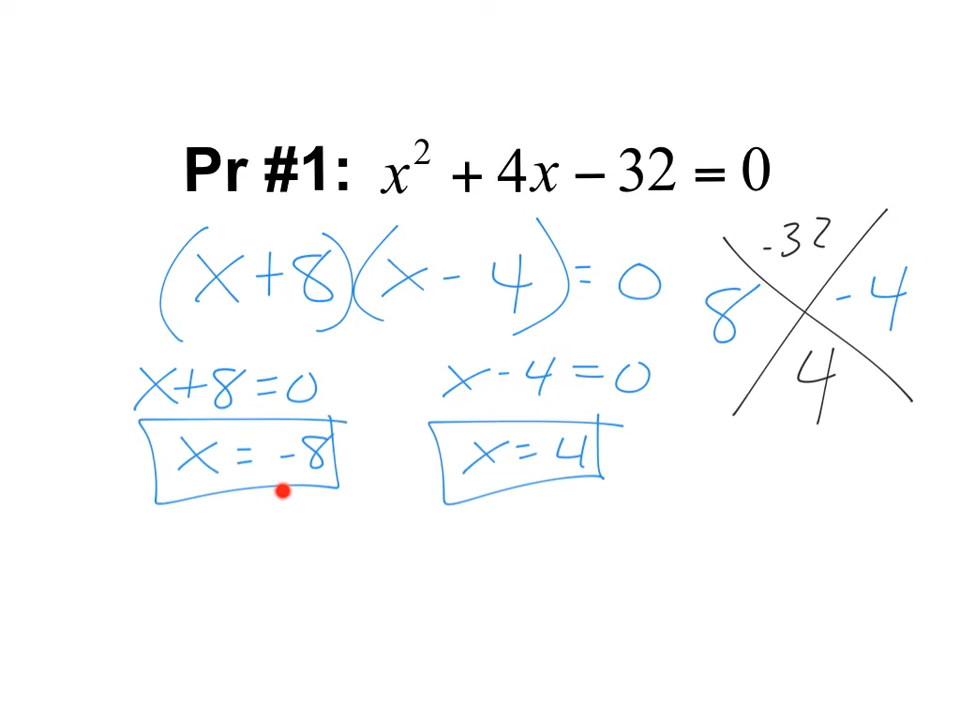 Pr #1: x² + 4x − 32 = 0
(x+8)(x-4)=0
-32
8 -4
4
x+8=0 x-4=0
x=-8 x=4